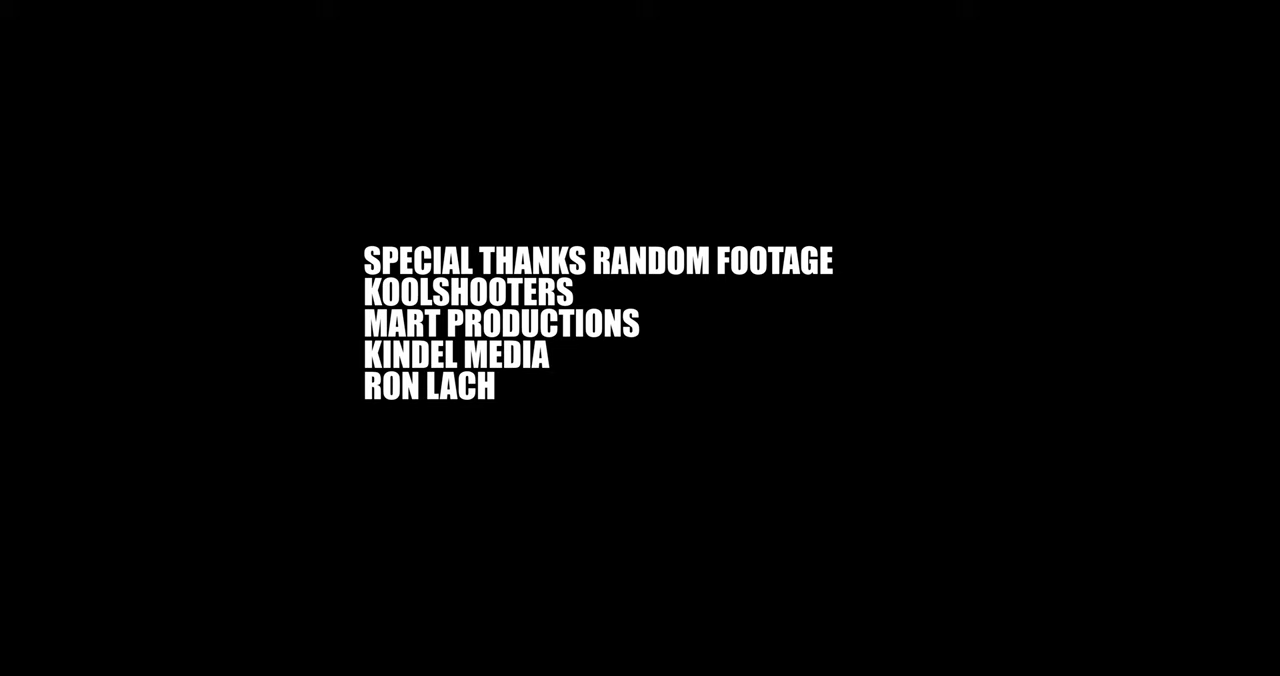 SPECIAL THANKS RANDOM FOOTAGE
KOOLSHOOTERS
MART PRODUCTIONS
KINDEL MEDIA
RON LACH